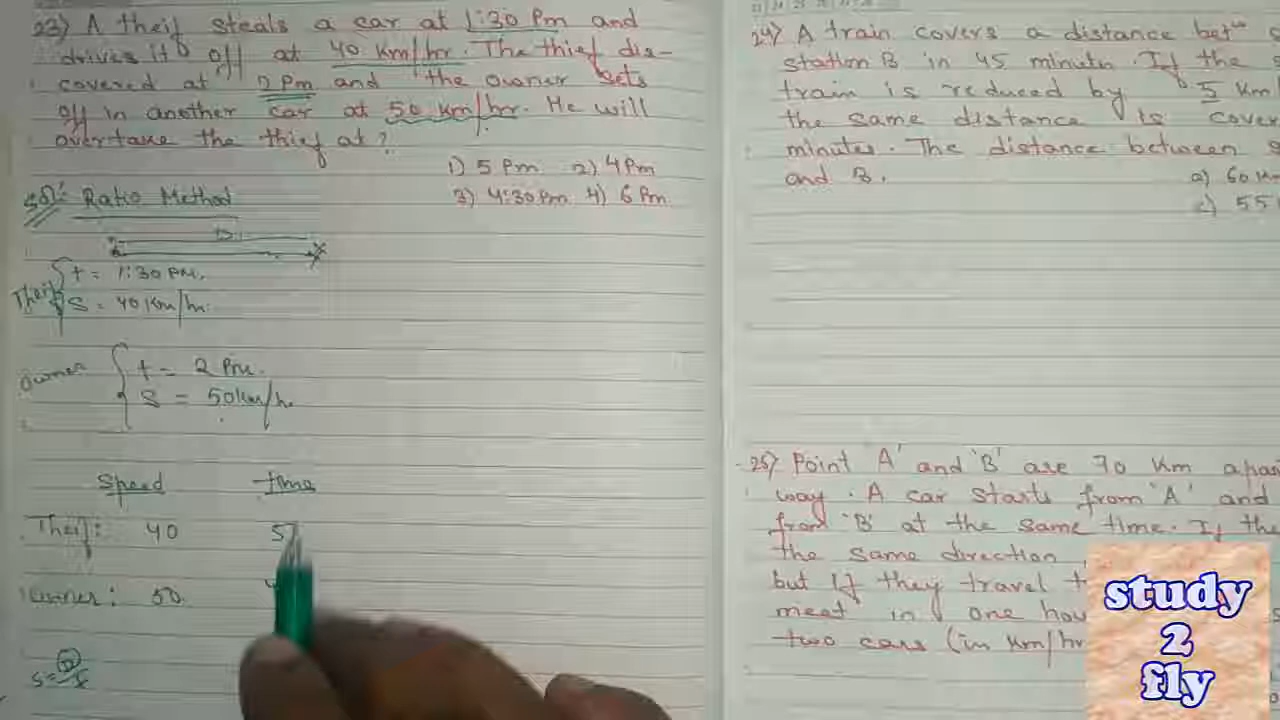 23) A theif steals a car at 1:30 Pm and
drives it off at 40 km/hr. The thief dis-
covered at 2 Pm and the owner sets
off in another car at 50 km/hr. He will
overtake the thief at?
1) 5 Pm 2) 4 Pm
3) 4:30 Pm 4) 6 Pm
Sol: Ratio Method
D
Theif t = 1:30 PM.
S = 40 Km/hr.
owner t = 2 Pm.
S = 50 km/h.
Speed time
Theif: 40 5
owner: 50 4
S = D/t
24) A train covers a distance bet
station B in 45 minutes. If the
train is reduced by 5 Km/
the same distance is cover
minutes. The distance between
and B.
a) 60 Km
c) 55
25) Point 'A' and 'B' are 70 Km apa
way. A car starts from 'A' and
from 'B' at the same time. If the
the same direction
but if they travel t
meet in one hou
two cars (in km/hr
study
2
fly